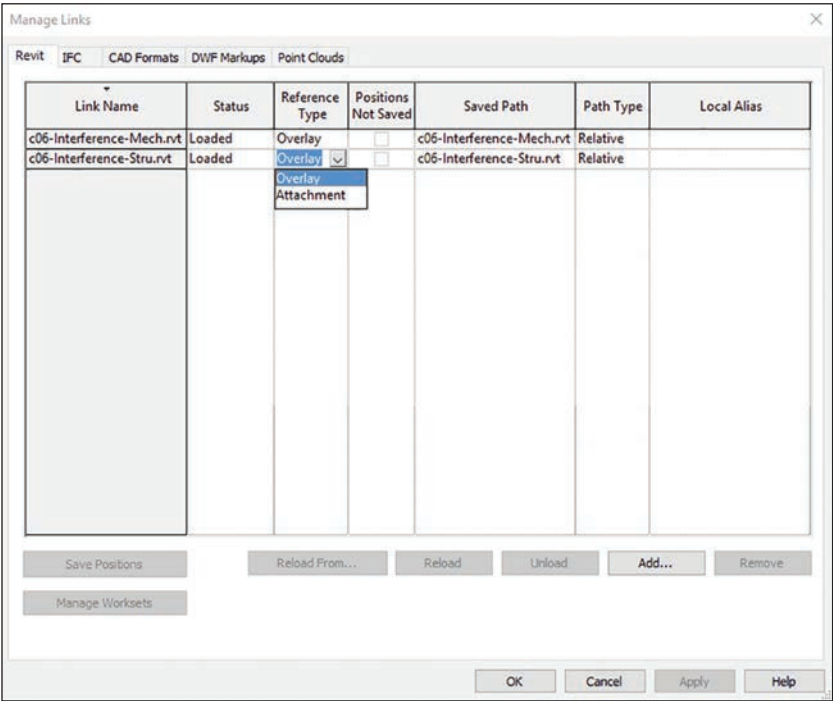 Manage Links
Revit IFC CAD Formats DWF Markups Point Clouds
Link Name Status Reference Type Positions Not Saved Saved Path Path Type Local Alias
c06-Interference-Mech.rvt Loaded Overlay c06-Interference-Mech.rvt Relative
c06-Interference-Stru.rvt Loaded Overlay c06-Interference-Stru.rvt Relative
Overlay
Attachment
Save Positions Reload From... Reload Unload Add... Remove
Manage Worksets
OK Cancel Apply Help